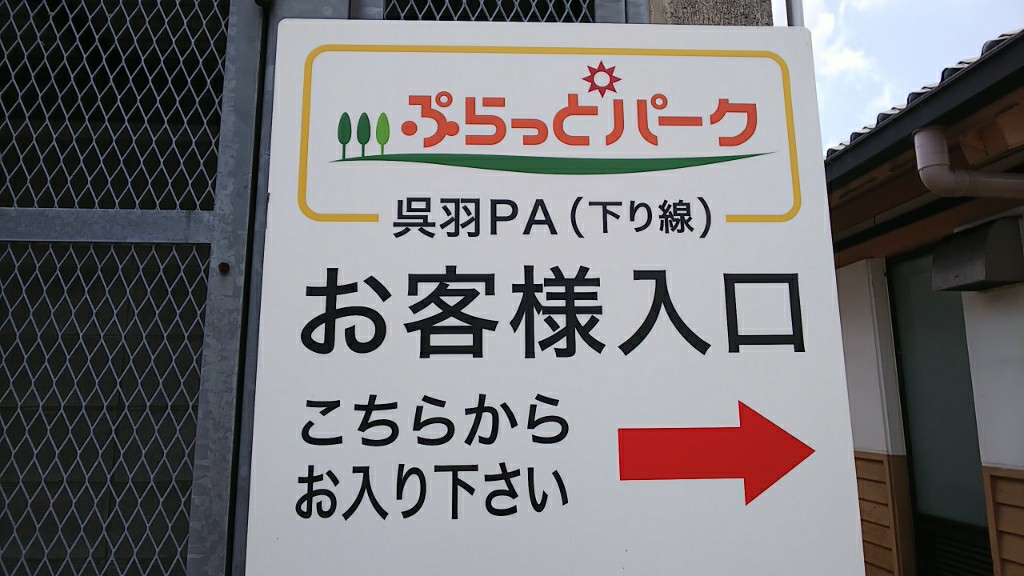 ぷらっとパーク
呉羽PA(下り線)
お客様入口
こちらから
お入り下さい